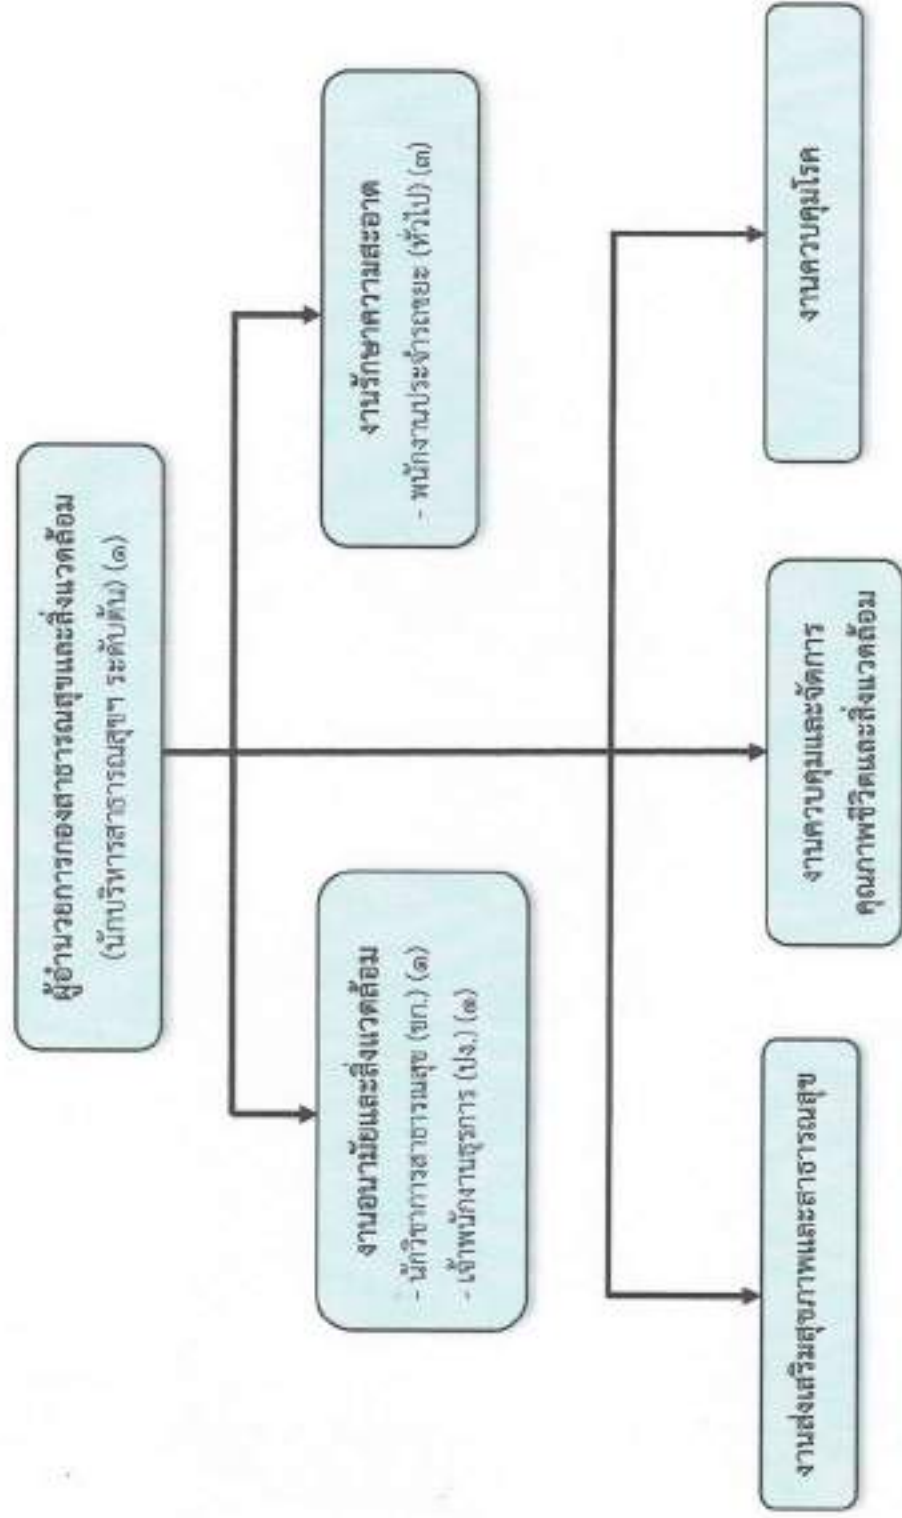 ผู้อำนวยการกองสาธารณสุขและสิ่งแวดล้อม
(นักบริหารสาธารณสุขฯ ระดับต้น) (๑)
งานอนามัยและสิ่งแวดล้อม
- นักวิชาการสาธารณสุข (ชก.) (๑)
- เจ้าพนักงานธุรการ (ปง.) (๑)
งานรักษาความสะอาด
- พนักงานประจำรถขยะ (ทั่วไป) (๓)
งานส่งเสริมสุขภาพและสาธารณสุข
งานควบคุมและจัดการ
คุณภาพชีวิตและสิ่งแวดล้อม
งานควบคุมโรค